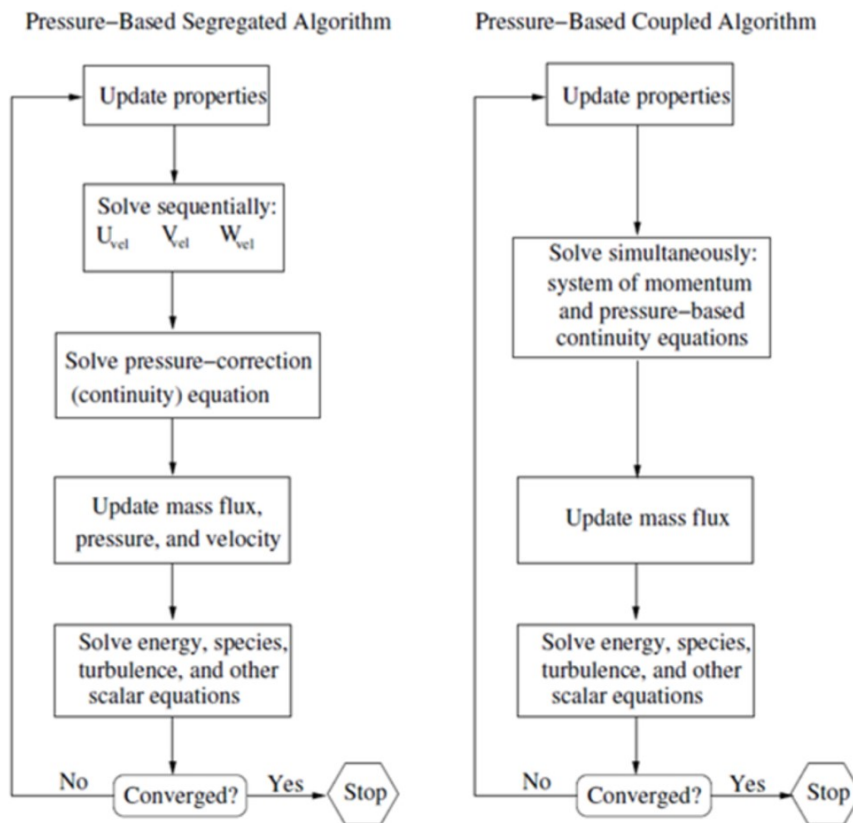 Pressure−Based Segregated Algorithm
Update properties
Solve sequentially:
U_vel V_vel W_vel
Solve pressure−correction
(continuity) equation
Update mass flux,
pressure, and velocity
Solve energy, species,
turbulence, and other
scalar equations
No
Converged?
Yes
Stop
Pressure−Based Coupled Algorithm
Update properties
Solve simultaneously:
system of momentum
and pressure−based
continuity equations
Update mass flux
Solve energy, species,
turbulence, and other
scalar equations
No
Converged?
Yes
Stop